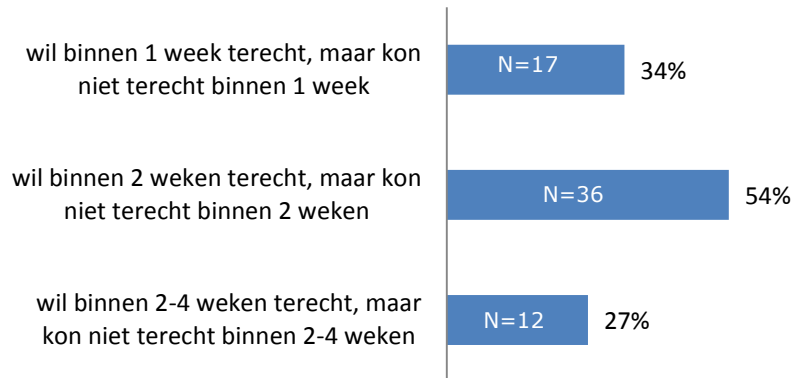 wil binnen 1 week terecht, maar kon
niet terecht binnen 1 week
N=17
34%
wil binnen 2 weken terecht, maar kon
niet terecht binnen 2 weken
N=36
54%
wil binnen 2-4 weken terecht, maar
kon niet terecht binnen 2-4 weken
N=12
27%